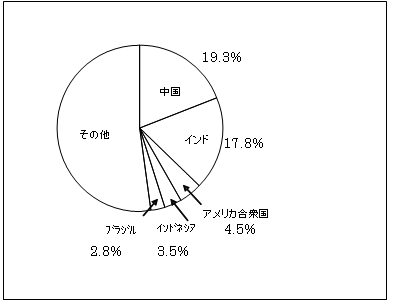 19.3%
中国
インド
17.8%
その他
アメリカ合衆国
4.5%
ｲﾝﾄﾞﾈｼｱ
3.5%
ﾌﾞﾗｼﾞﾙ
2.8%